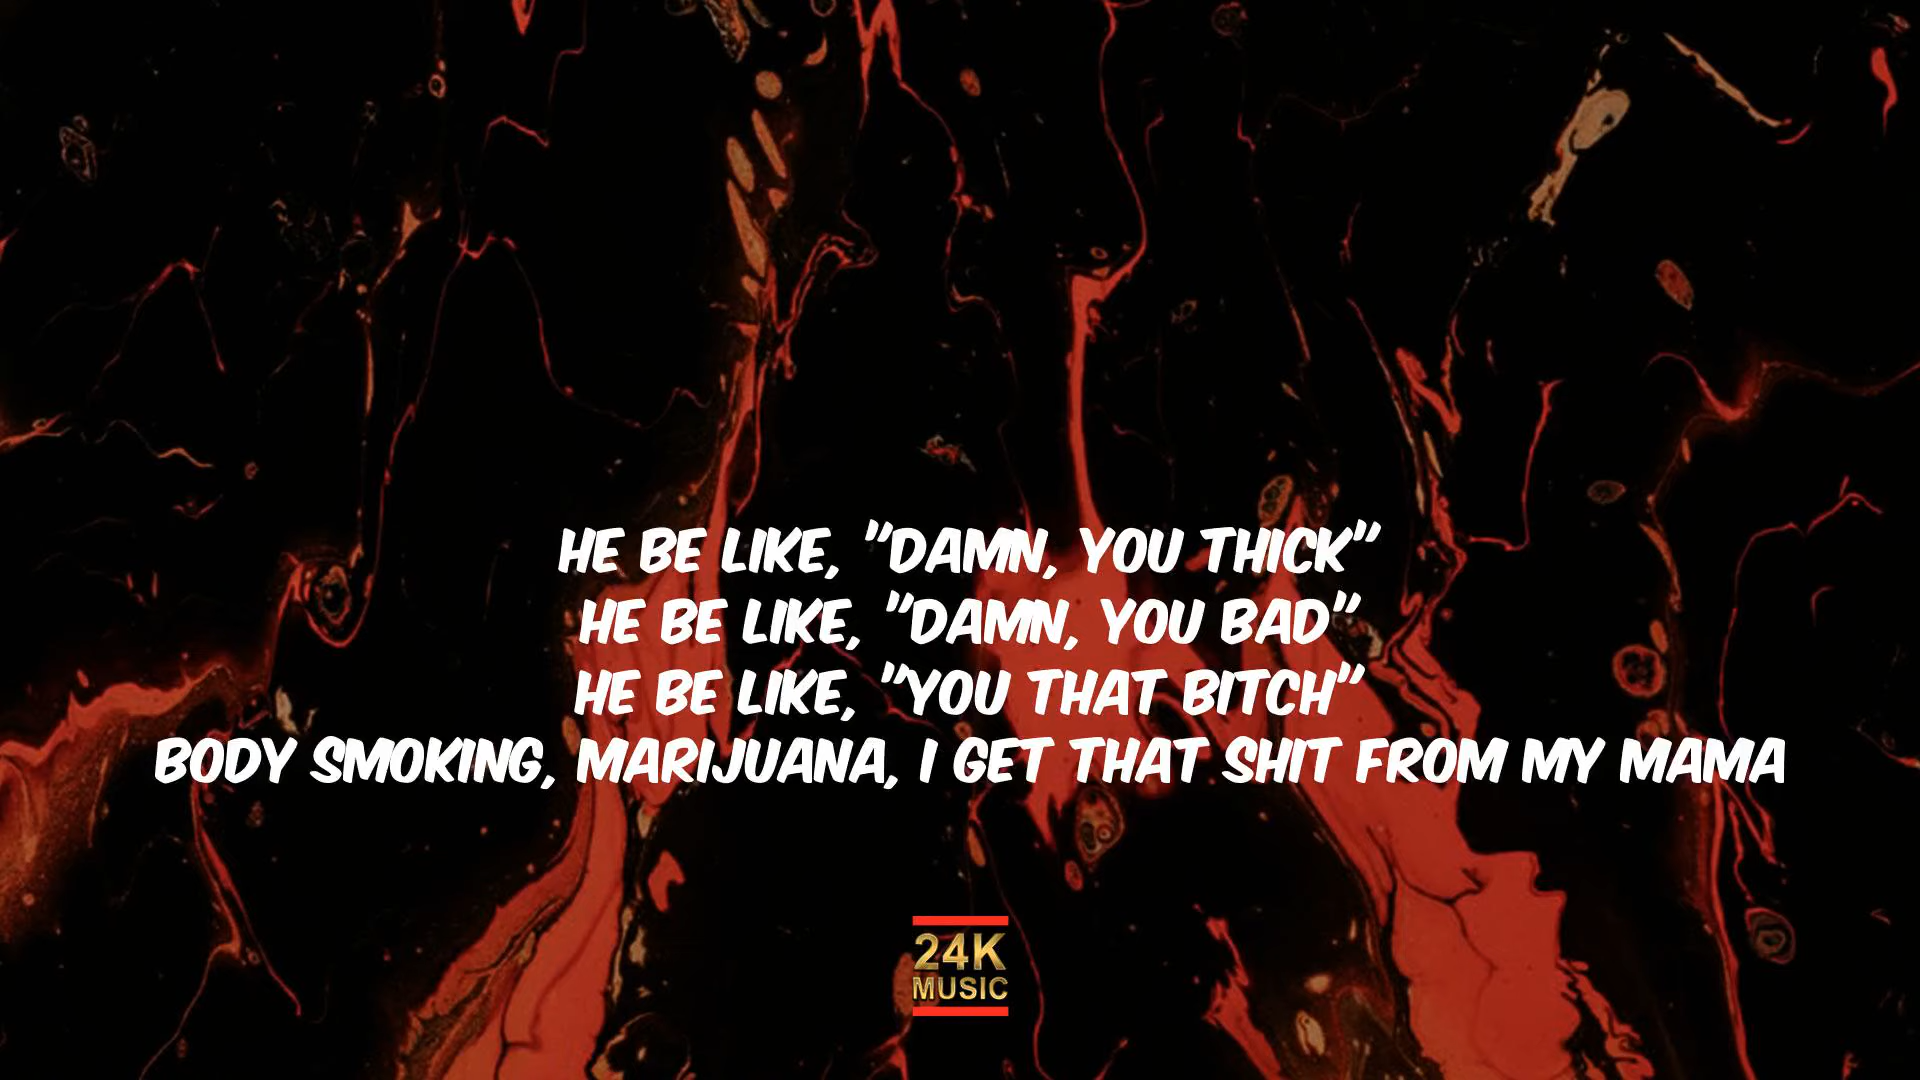 HE BE LIKE, "DAMN, YOU THICK"
HE BE LIKE, "DAMN, YOU BAD"
HE BE LIKE, "YOU THAT BITCH"
BODY SMOKING, MARIJUANA, I GET THAT SHIT FROM MY MAMA
24K
MUSIC